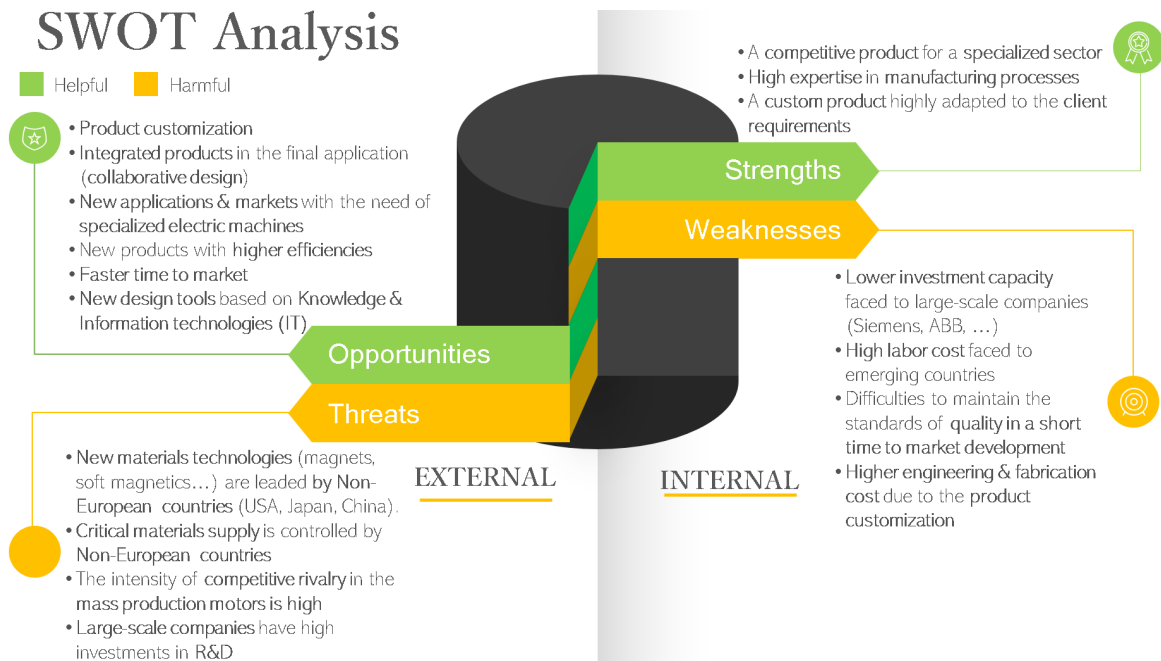 SWOT Analysis
Helpful
Harmful
• Product customization
• Integrated products in the final application
(collaborative design)
• New applications & markets with the need of
specialized electric machines
• New products with higher efficiencies
• Faster time to market
• New design tools based on Knowledge &
Information technologies (IT)
Opportunities
Threats
• New materials technologies (magnets,
soft magnetics…) are leaded by Non-
European countries (USA, Japan, China).
• Critical materials supply is controlled by
Non-European countries
• The intensity of competitive rivalry in the
mass production motors is high
• Large-scale companies have high
investments in R&D
EXTERNAL
• A competitive product for a specialized sector
• High expertise in manufacturing processes
• A custom product highly adapted to the client
requirements
Strengths
Weaknesses
• Lower investment capacity
faced to large-scale companies
(Siemens, ABB, …)
• High labor cost faced to
emerging countries
• Difficulties to maintain the
standards of quality in a short
time to market development
• Higher engineering & fabrication
cost due to the product
customization
INTERNAL